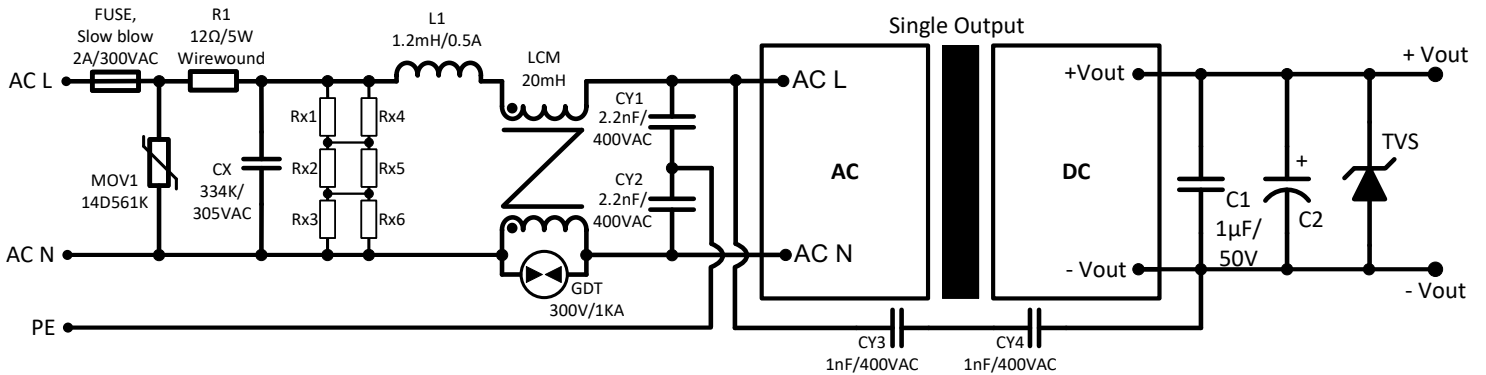 FUSE,
Slow blow
2A/300VAC
R1
12Ω/5W
Wirewound
L1
1.2mH/0.5A
LCM
20mH
Single Output
AC L
AC L
+Vout
+ Vout
Rx1
Rx4
CY1
2.2nF/
400VAC
MOV1
14D561K
CX
334K/
305VAC
Rx2
Rx5
AC
DC
TVS
+
CY2
2.2nF/
400VAC
Rx3
Rx6
C1
1µF/
50V
C2
AC N
AC N
- Vout
- Vout
GDT
300V/1KA
PE
CY3
1nF/400VAC
CY4
1nF/400VAC